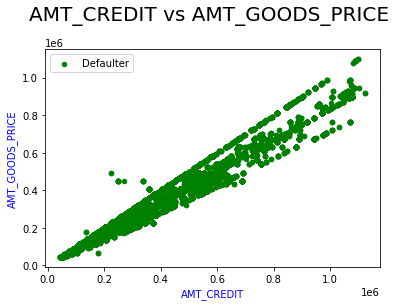 AMT_CREDIT vs AMT_GOODS_PRICE
1e6
Defaulter
1.0
0.8
0.6
0.4
0.2
0.0
AMT_GOODS_PRICE
0.0 0.2 0.4 0.6 0.8 1.0
1e6
AMT_CREDIT